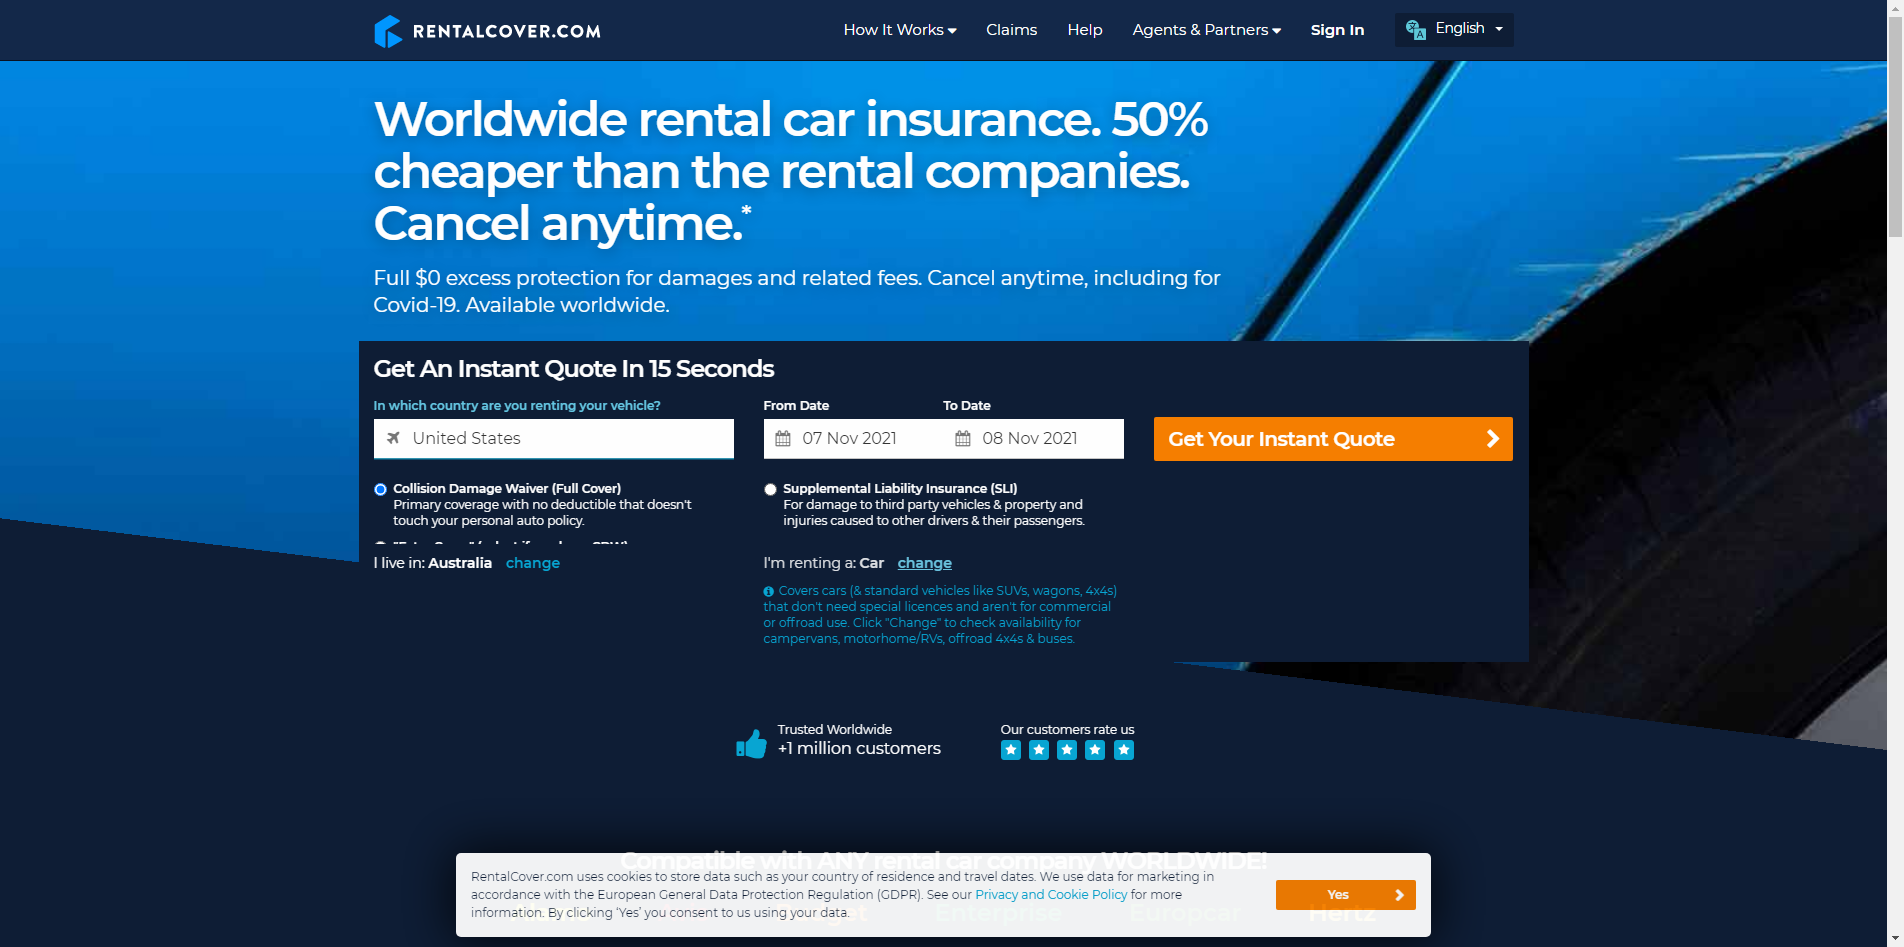 RENTALCOVER.COM
How It Works
Claims
Help
Agents & Partners
Sign In
English
Worldwide rental car insurance. 50%
cheaper than the rental companies.
Cancel anytime.*
Full $0 excess protection for damages and related fees. Cancel anytime, including for
Covid-19. Available worldwide.
Get An Instant Quote In 15 Seconds
In which country are you renting your vehicle?
United States
From Date
To Date
07 Nov 2021
08 Nov 2021
Get Your Instant Quote
Collision Damage Waiver (Full Cover)
Primary coverage with no deductible that doesn't
touch your personal auto policy.
Supplemental Liability Insurance (SLI)
For damage to third party vehicles & property and
injuries caused to other drivers & their passengers.
I live in: Australia change
I'm renting a: Car change
Covers cars (& standard vehicles like SUVs, wagons, 4x4s)
that don't need special licences and aren't for commercial
or offroad use. Click "Change" to check availability for
campervans, motorhome/RVs, offroad 4x4s & buses.
Trusted Worldwide
+1 million customers
Our customers rate us
Compatible with ANY rental car company WORLDWIDE!
RentalCover.com uses cookies to store data such as your country of residence and travel dates. We use data for marketing in
accordance with the European General Data Protection Regulation (GDPR). See our Privacy and Cookie Policy for more
information. By clicking 'Yes' you consent to us using your data.
Yes
Enterprise
Europcar
Hertz